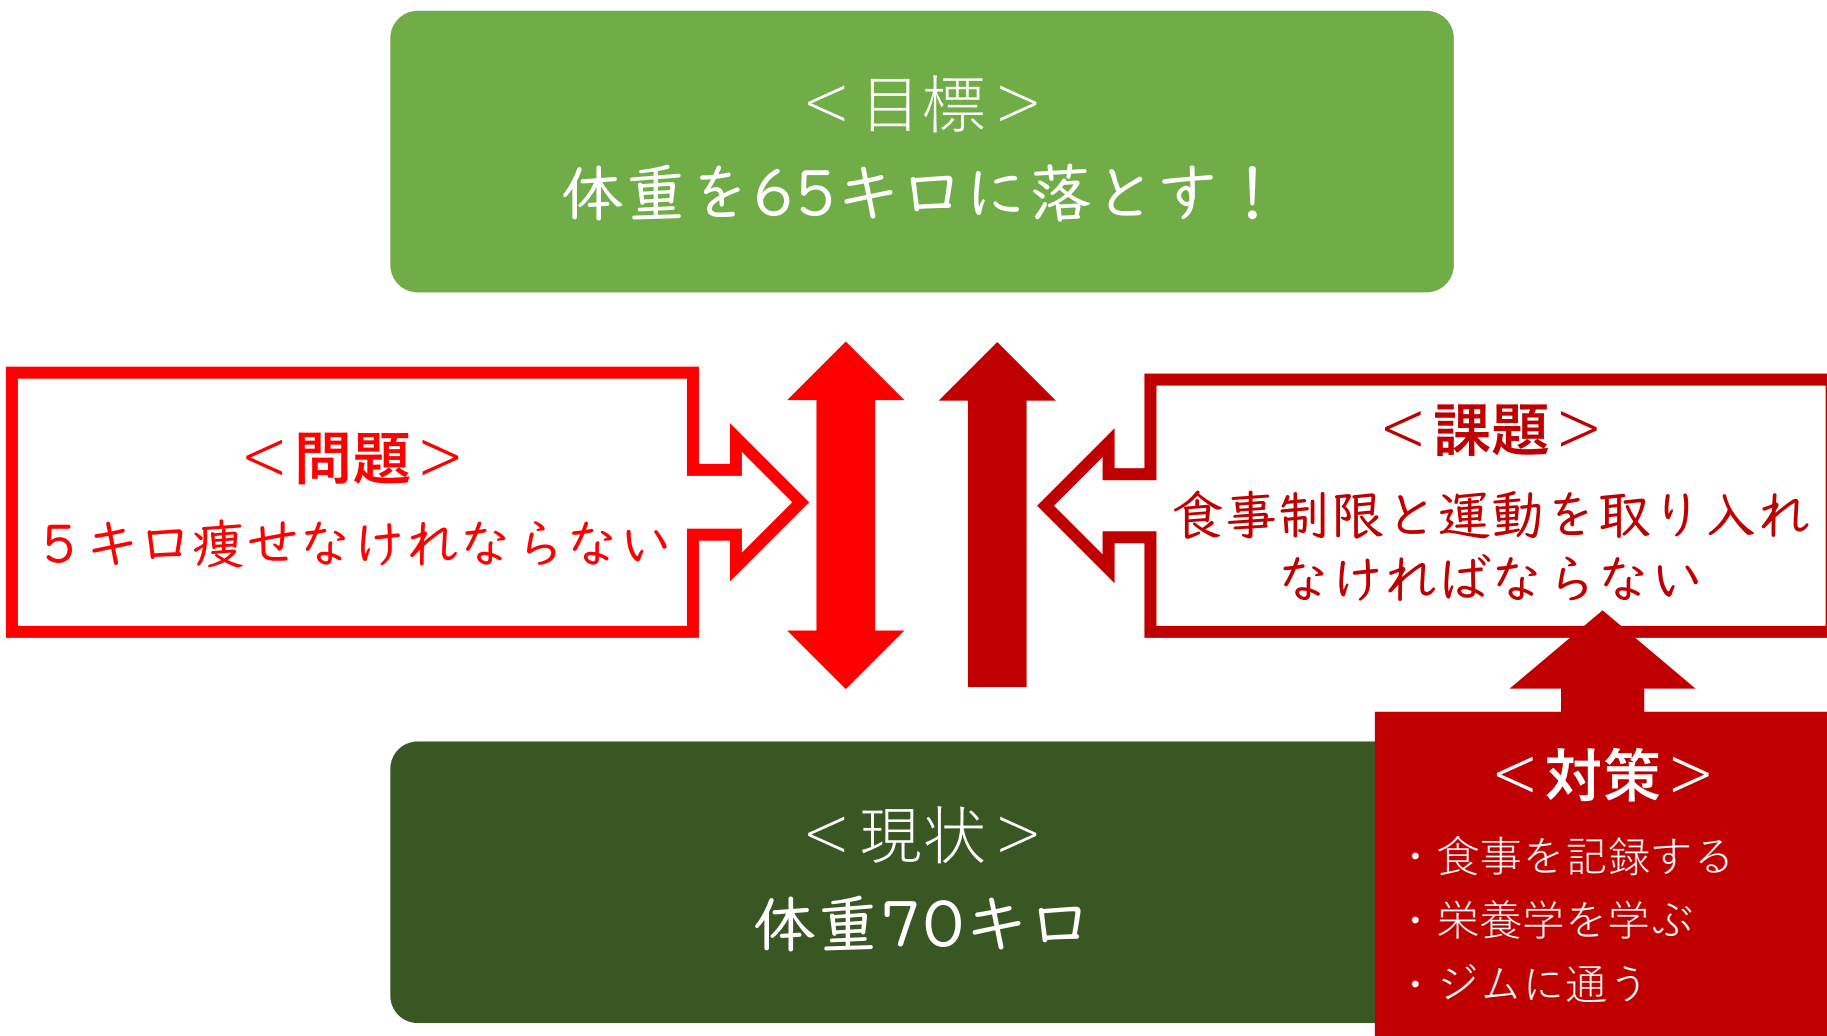 ＜目標＞
体重を65キロに落とす！
＜問題＞
５キロ痩せなけれならない
＜課題＞
食事制限と運動を取り入れ
なければならない
＜現状＞
体重70キロ
＜対策＞
・食事を記録する
・栄養学を学ぶ
・ジムに通う